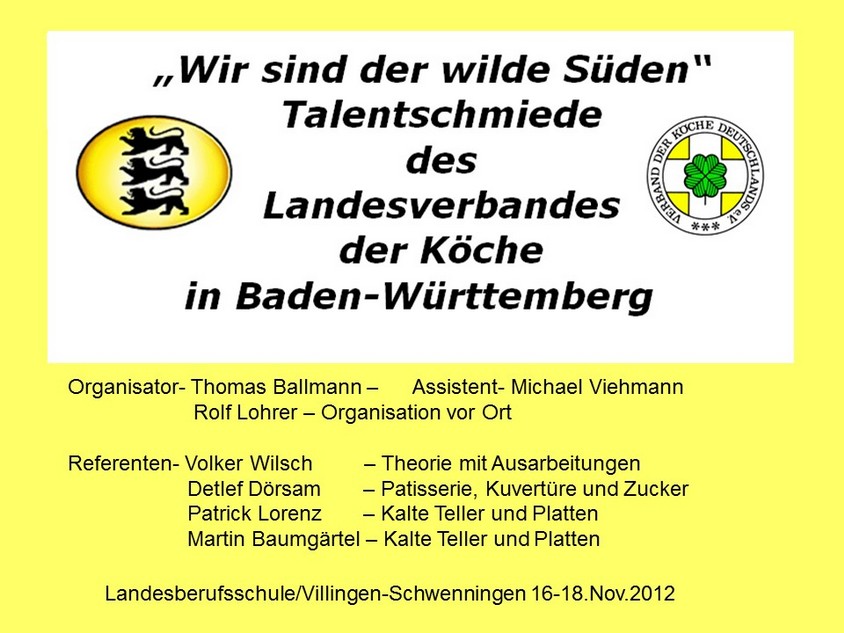 „Wir sind der wilde Süden“
Talentschmiede
des
Landesverbandes
der Köche
in Baden-Württemberg
VERBAND DER KÖCHE DEUTSCHLANDS e.V.
***
Organisator- Thomas Ballmann – Assistent- Michael Viehmann
Rolf Lohrer – Organisation vor Ort
Referenten- Volker Wilsch – Theorie mit Ausarbeitungen
Detlef Dörsam – Patisserie, Kuvertüre und Zucker
Patrick Lorenz – Kalte Teller und Platten
Martin Baumgärtel – Kalte Teller und Platten
Landesberufsschule/Villingen-Schwenningen 16-18.Nov.2012